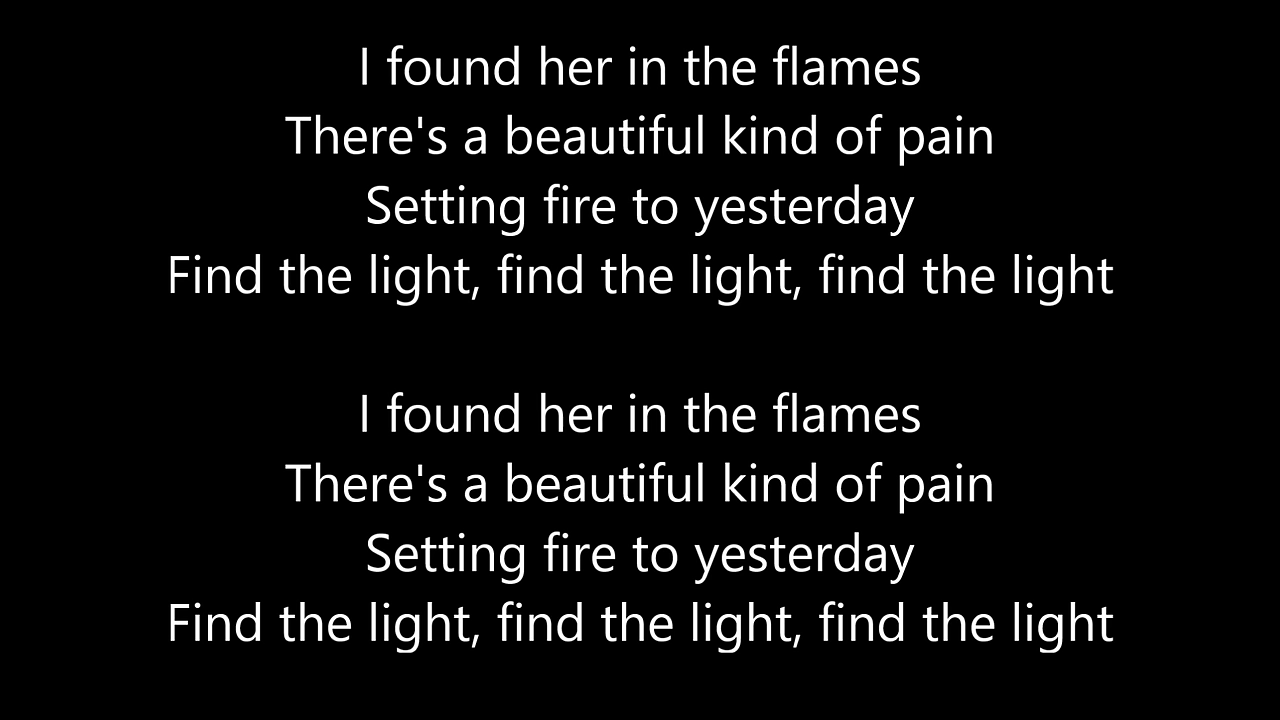 I found her in the flames
There's a beautiful kind of pain
Setting fire to yesterday
Find the light, find the light, find the light
I found her in the flames
There's a beautiful kind of pain
Setting fire to yesterday
Find the light, find the light, find the light